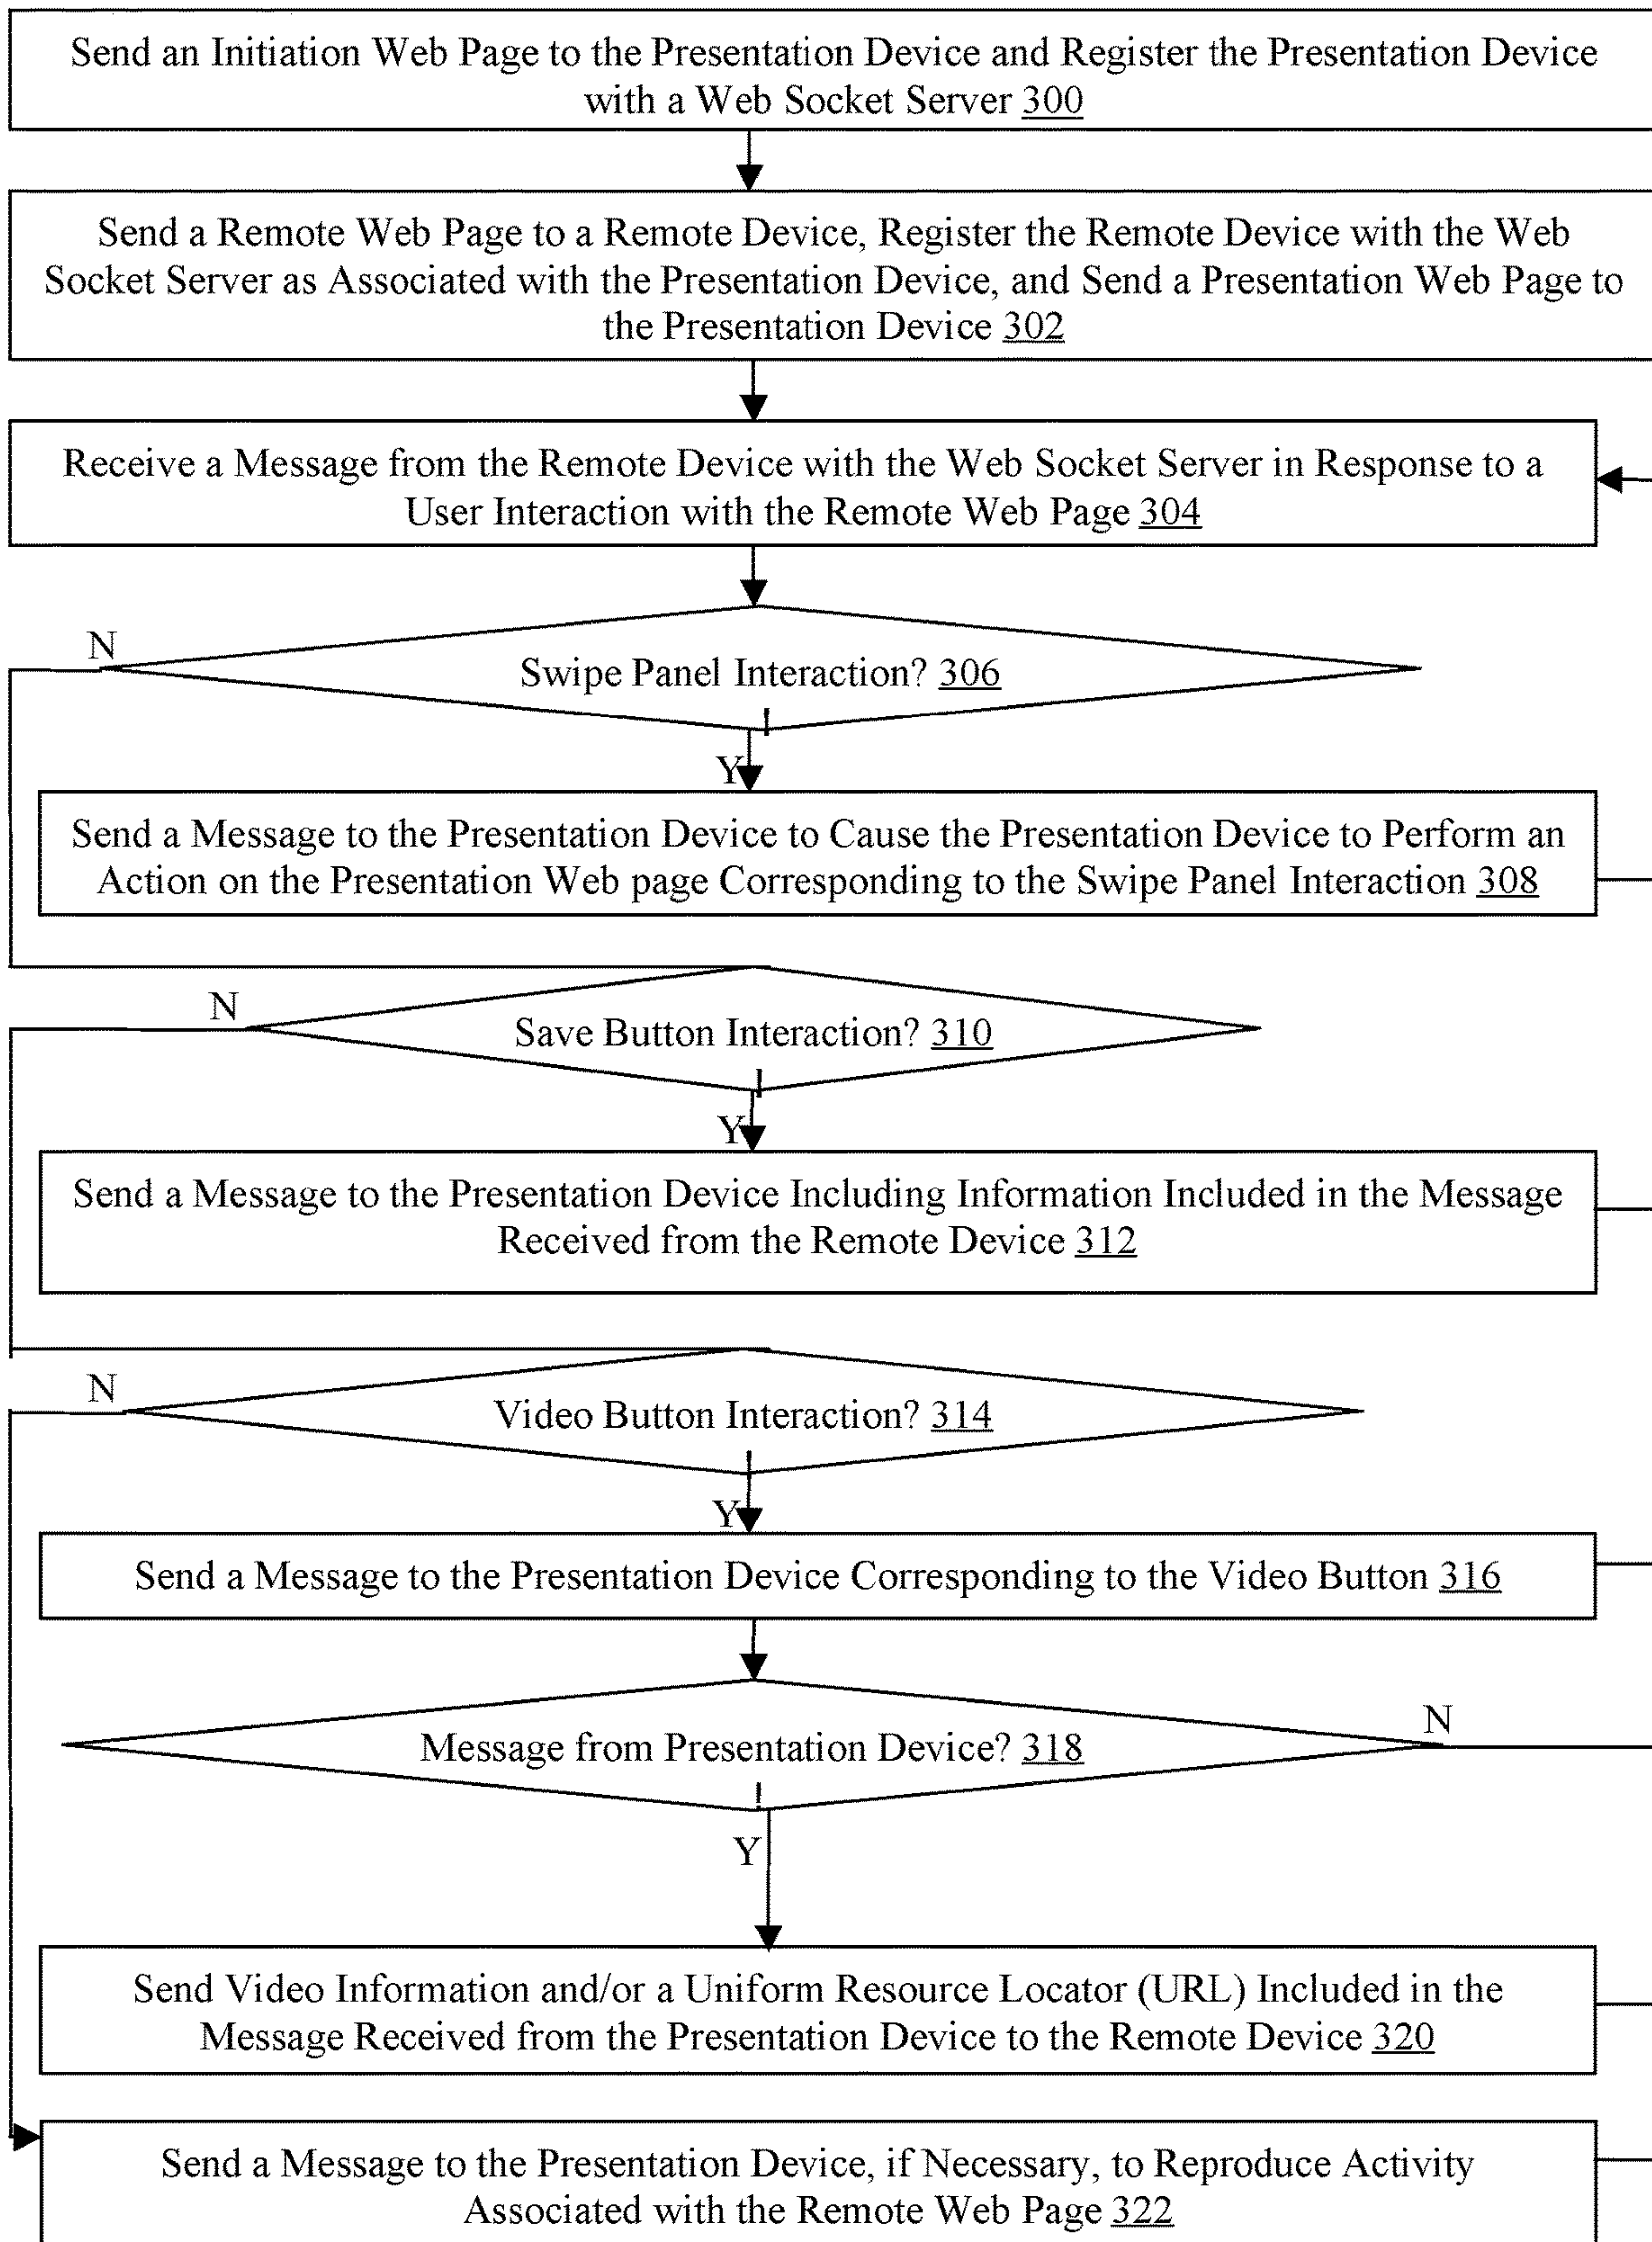 Send an Initiation Web Page to the Presentation Device and Register the Presentation Device
with a Web Socket Server 300
Send a Remote Web Page to a Remote Device, Register the Remote Device with the Web
Socket Server as Associated with the Presentation Device, and Send a Presentation Web Page to
the Presentation Device 302
Receive a Message from the Remote Device with the Web Socket Server in Response to a
User Interaction with the Remote Web Page 304
N
Swipe Panel Interaction? 306
Y
Send a Message to the Presentation Device to Cause the Presentation Device to Perform an
Action on the Presentation Web page Corresponding to the Swipe Panel Interaction 308
N
Save Button Interaction? 310
Y
Send a Message to the Presentation Device Including Information Included in the Message
Received from the Remote Device 312
N
Video Button Interaction? 314
Y
Send a Message to the Presentation Device Corresponding to the Video Button 316
N
Message from Presentation Device? 318
Y
Send Video Information and/or a Uniform Resource Locator (URL) Included in the
Message Received from the Presentation Device to the Remote Device 320
Send a Message to the Presentation Device, if Necessary, to Reproduce Activity
Associated with the Remote Web Page 322